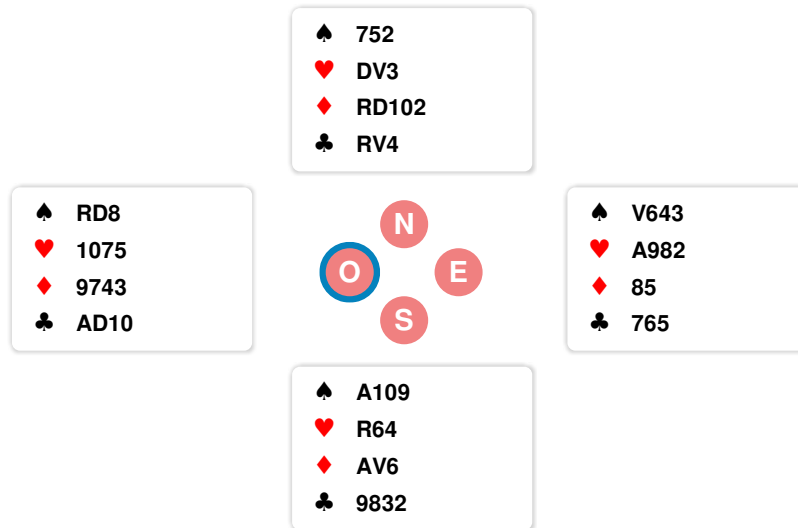 ♠ 752
♥ DV3
♦ RD102
♣ RV4
♠ RD8
♥ 1075
♦ 9743
♣ AD10
N
O
E
S
♠ V643
♥ A982
♦ 85
♣ 765
♠ A109
♥ R64
♦ AV6
♣ 9832